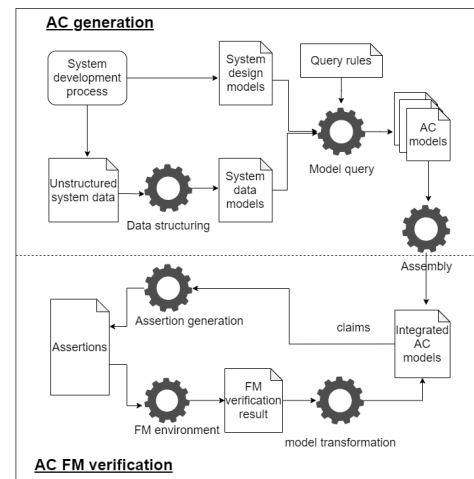 AC generation
System
development
process
System
design
models
Query rules
AC
models
Model query
Unstructured
system data
Data structuring
System
data
models
Assembly
Assertion generation
claims
Integrated
AC
models
Assertions
FM environment
FM
verification
result
model transformation
AC FM verification